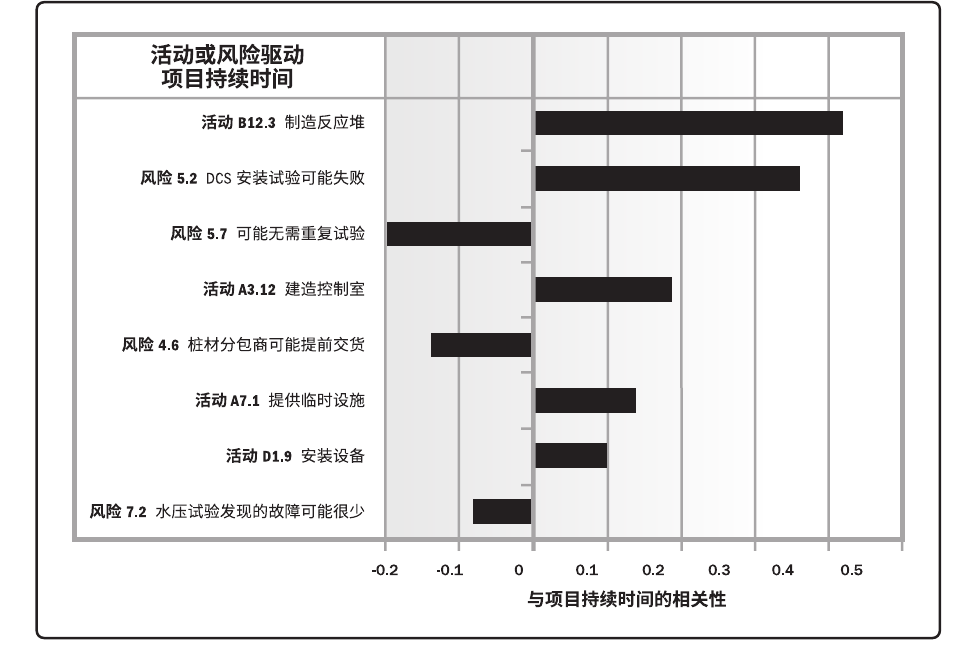 活动或风险驱动
项目持续时间
活动 B12.3 制造反应堆
风险 5.2 DCS 安装试验可能失败
风险 5.7 可能无需重复试验
活动 A3.12 建造控制室
风险 4.6 桩材分包商可能提前交货
活动 A7.1 提供临时设施
活动 D1.9 安装设备
风险 7.2 水压试验发现的故障可能很少
-0.2 -0.1 0 0.1 0.2 0.3 0.4 0.5
与项目持续时间的相关性